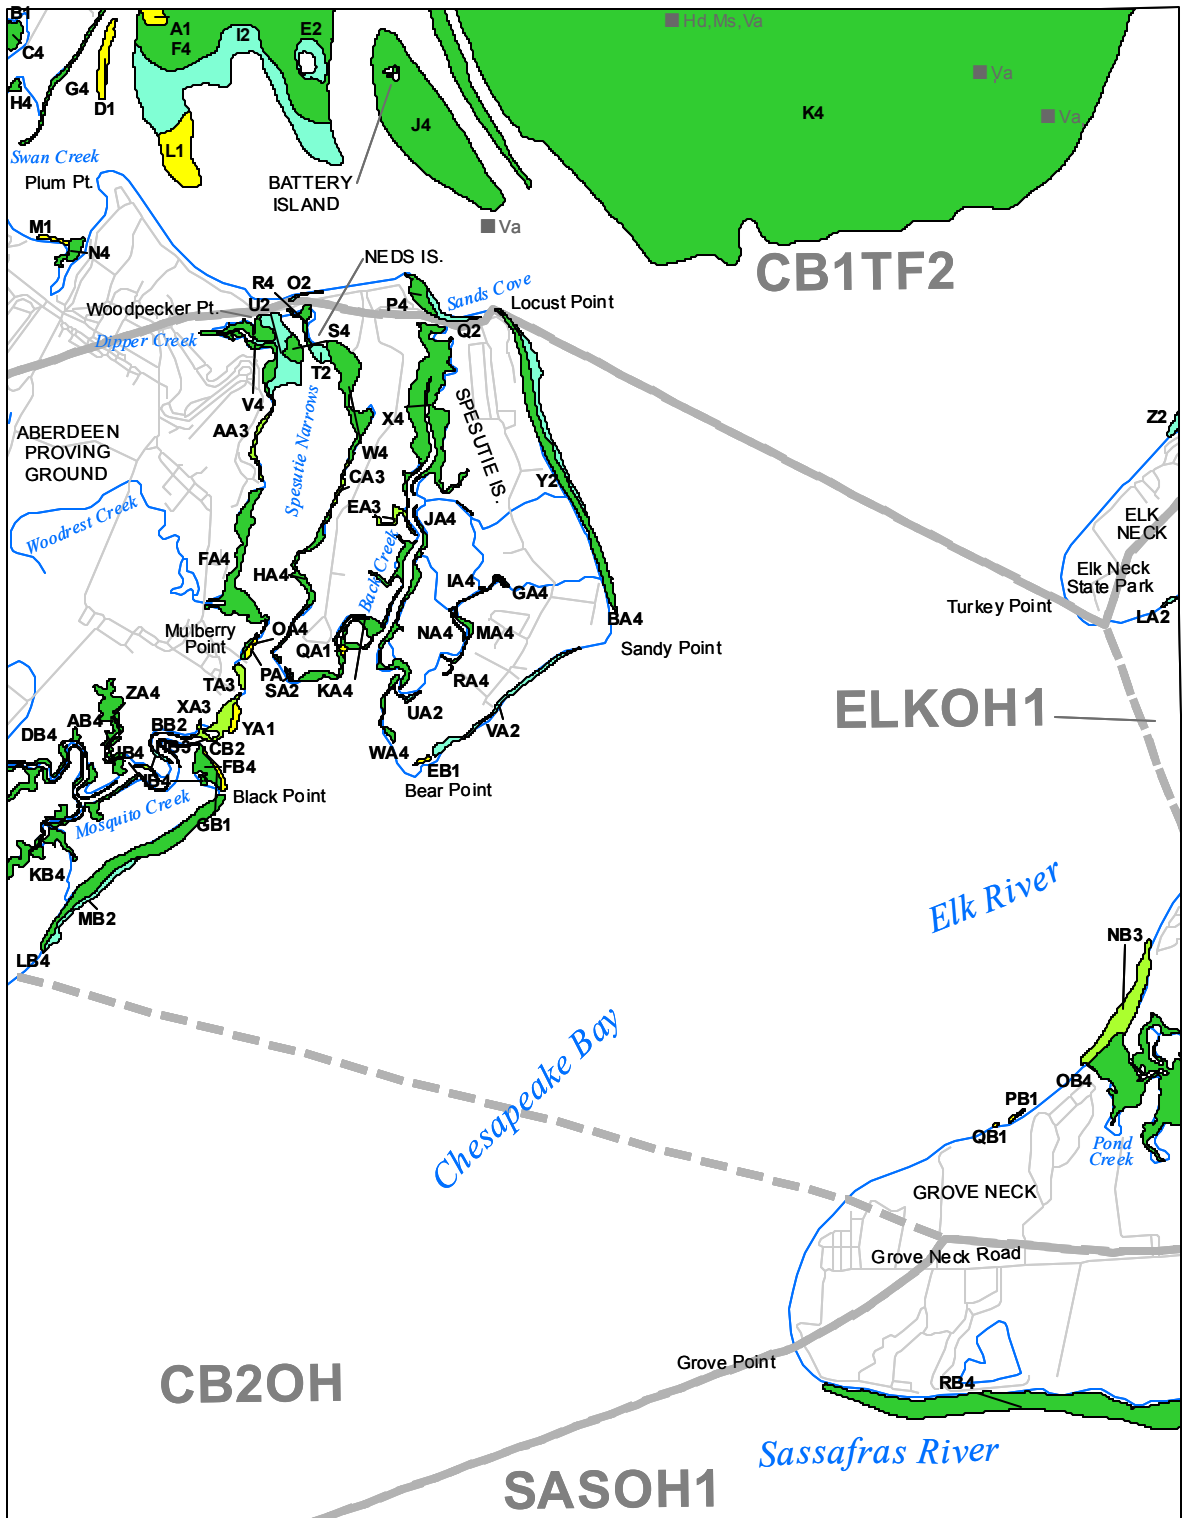 B1
A1
F4
I2
E2
Hd,Ms,Va
C4
G4
Va
H4
D1
K4
Va
J4
L1
Swan Creek
Plum Pt.
BATTERY
ISLAND
M1
Va
N4
NEDS IS.
CB1TF2
R4
O2
Sands Cove
Woodpecker Pt.
U2
P4
Locust Point
Dipper Creek
S4
Q2
T2
V4
AA3
X4
SPESUTIE IS.
Z2
ABERDEEN
PROVING
GROUND
Spesutie Narrows
W4
CA3
Y2
EA3
JA4
ELK
NECK
Woodrest Creek
Back Creek
FA4
HA4
IA4
GA4
Elk Neck
State Park
Turkey Point
LA2
BA4
Mulberry
Point
OA4
QA1
NA4
MA4
Sandy Point
PA
SA2
KA4
RA4
TA3
ZA4
XA3
UA2
ELKOH1
YA1
VA2
DB4
AB4
BB2
CB2
WA4
FB4
EB1
Black Point
Bear Point
Mosquito Creek
GB1
KB4
Elk River
MB2
NB3
LB4
Chesapeake Bay
OB4
PB1
QB1
Pond
Creek
GROVE NECK
Grove Neck Road
Grove Point
CB2OH
RB4
Sassafras River
SASOH1